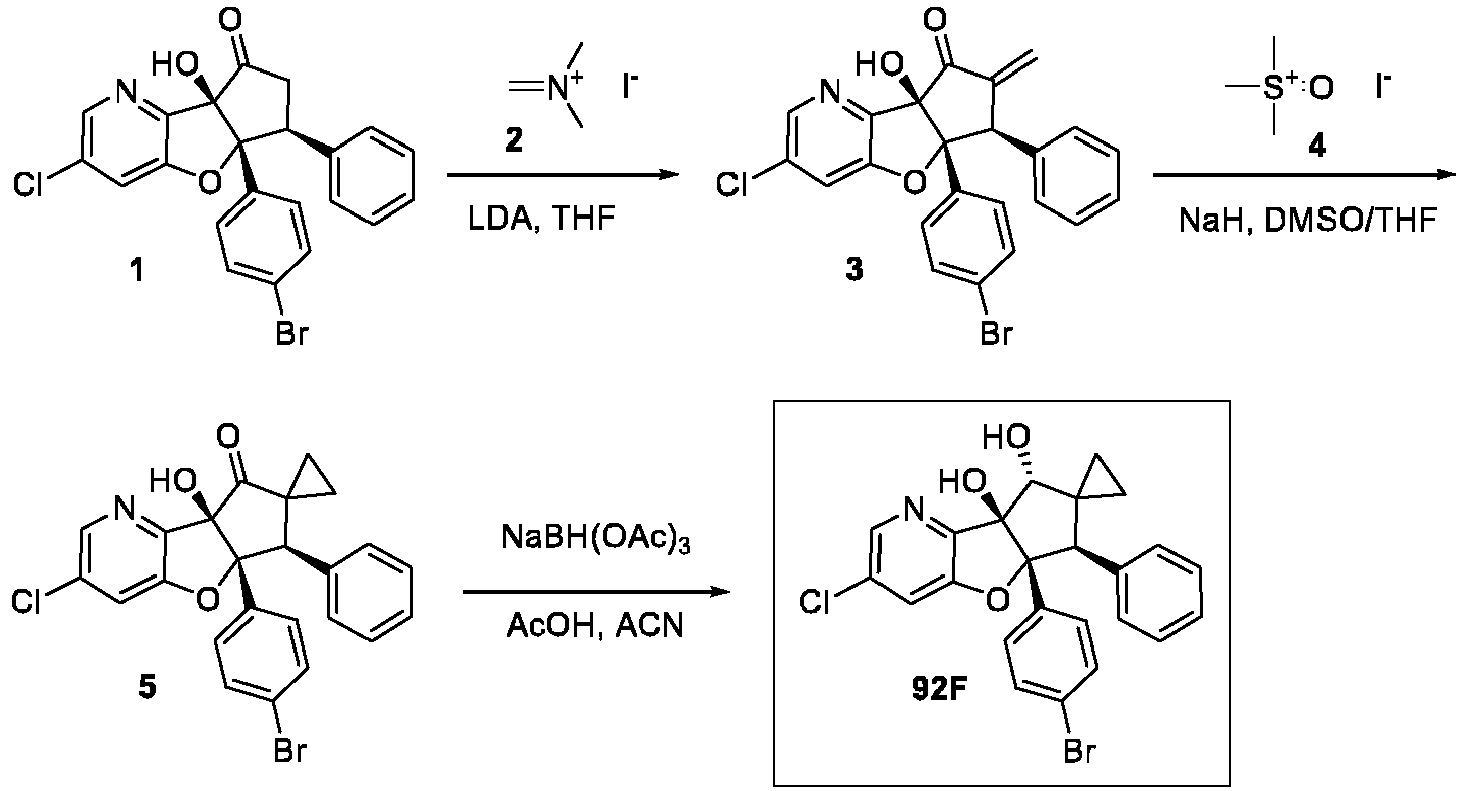 O
HO
N
Cl
O
Br
1
N+ I-
2
LDA, THF
O
HO
N
Cl
O
Br
3
S+ O I-
4
NaH, DMSO/THF
O
HO
N
Cl
O
Br
5
NaBH(OAc)3
AcOH, ACN
HO
HO
N
Cl
O
Br
92F